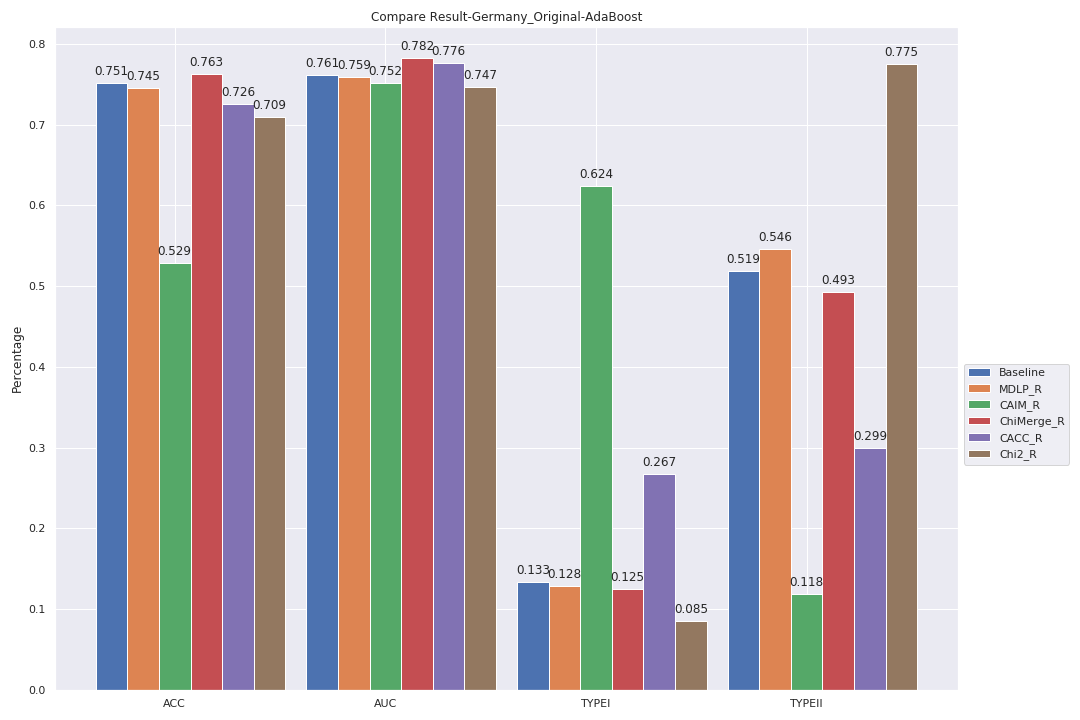 Compare Result-Germany_Original-AdaBoost
Percentage
0.8
0.7
0.6
0.5
0.4
0.3
0.2
0.1
0.0
0.751
0.745
0.529
0.763
0.726
0.709
0.761
0.759
0.752
0.782
0.776
0.747
0.133
0.128
0.624
0.125
0.267
0.085
0.519
0.546
0.118
0.493
0.299
0.775
ACC
AUC
TYPEI
TYPEII
Baseline
MDLP_R
CAIM_R
ChiMerge_R
CACC_R
Chi2_R